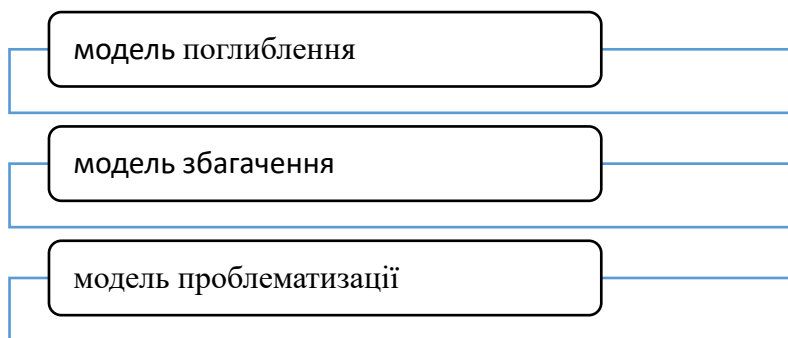 модель поглиблення
модель збагачення
модель проблематизації